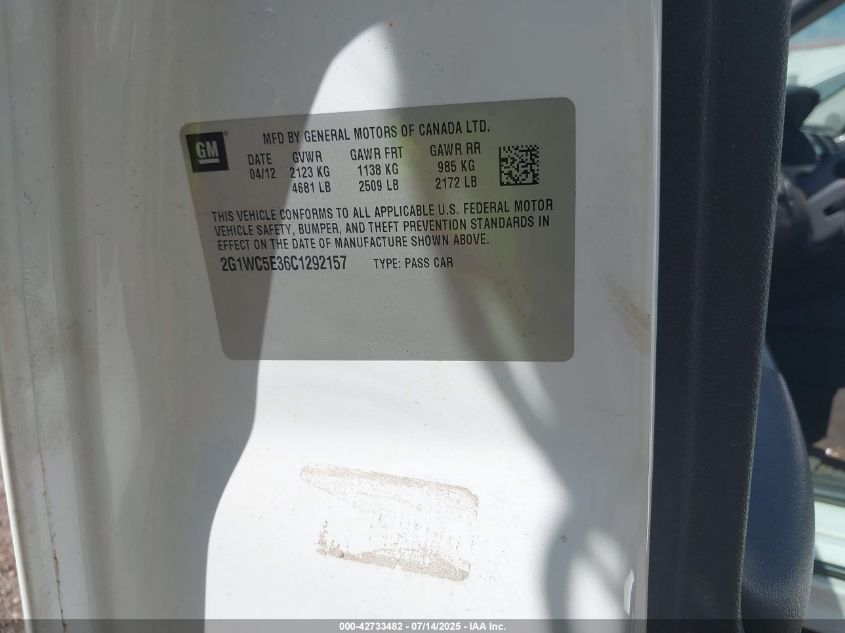 GM
MFD BY GENERAL MOTORS OF CANADA LTD.
DATE GVWR GAWR FRT GAWR RR
04/12 2123 KG 1138 KG 985 KG
4681 LB 2509 LB 2172 LB
THIS VEHICLE CONFORMS TO ALL APPLICABLE U.S. FEDERAL MOTOR
VEHICLE SAFETY, BUMPER, AND THEFT PREVENTION STANDARDS IN
EFFECT ON THE DATE OF MANUFACTURE SHOWN ABOVE.
2G1WC5E36C1292157 TYPE: PASS CAR
000-42733482 - 07/14/2025 - IAA Inc.